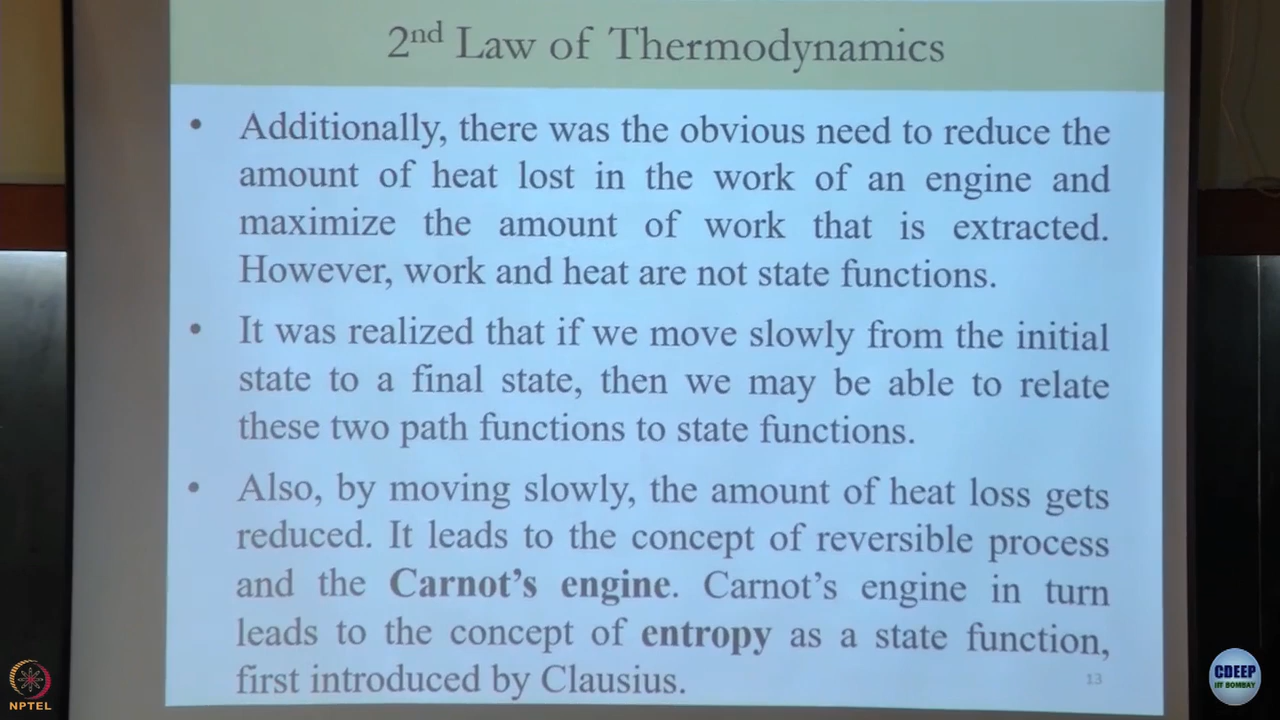 2nd Law of Thermodynamics
• Additionally, there was the obvious need to reduce the
amount of heat lost in the work of an engine and
maximize the amount of work that is extracted.
However, work and heat are not state functions.
• It was realized that if we move slowly from the initial
state to a final state, then we may be able to relate
these two path functions to state functions.
• Also, by moving slowly, the amount of heat loss gets
reduced. It leads to the concept of reversible process
and the Carnot's engine. Carnot's engine in turn
leads to the concept of entropy as a state function,
first introduced by Clausius.
13
NPTEL
CDEEP
IIT BOMBAY